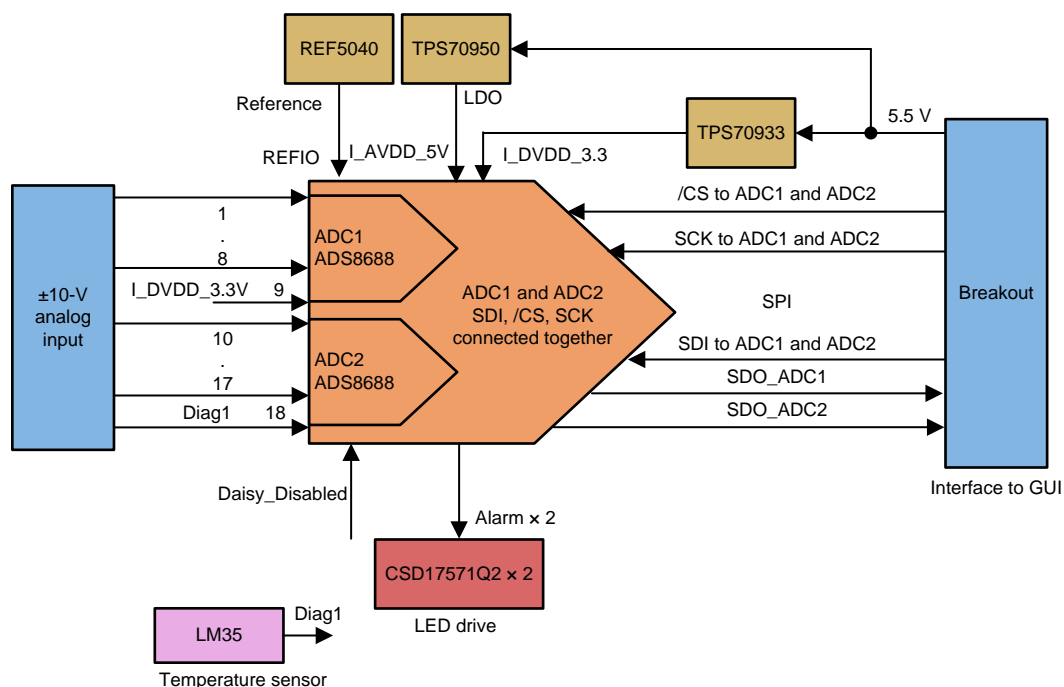 REF5040
TPS70950
Reference
LDO
5.5 V
TPS70933
REFIO
I_AVDD_5V
I_DVDD_3.3
/CS to ADC1 and ADC2
1
.
8
ADC1
ADS8688
SCK to ADC1 and ADC2
±10-V
analog
input
I_DVDD_3.3V
9
ADC1 and ADC2
SDI, /CS, SCK
connected together
SPI
Breakout
10
.
17
ADC2
ADS8688
SDI to ADC1 and ADC2
SDO_ADC1
Diag1
18
SDO_ADC2
Daisy_Disabled
Interface to GUI
Alarm × 2
CSD17571Q2 × 2
LED drive
LM35
Diag1
Temperature sensor